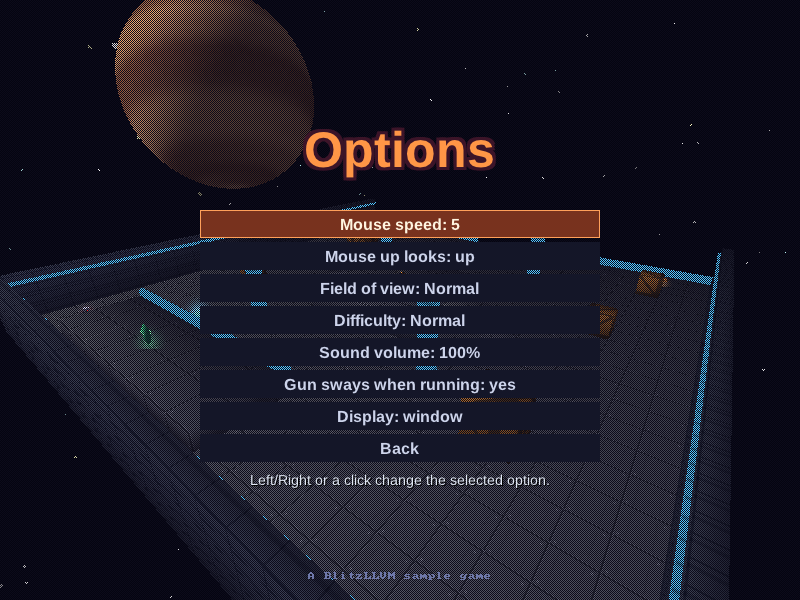 Options
Mouse speed: 5
Mouse up looks: up
Field of view: Normal
Difficulty: Normal
Sound volume: 100%
Gun sways when running: yes
Display: window
Back
Left/Right or a click change the selected option.
A BlitzLLVM sample game